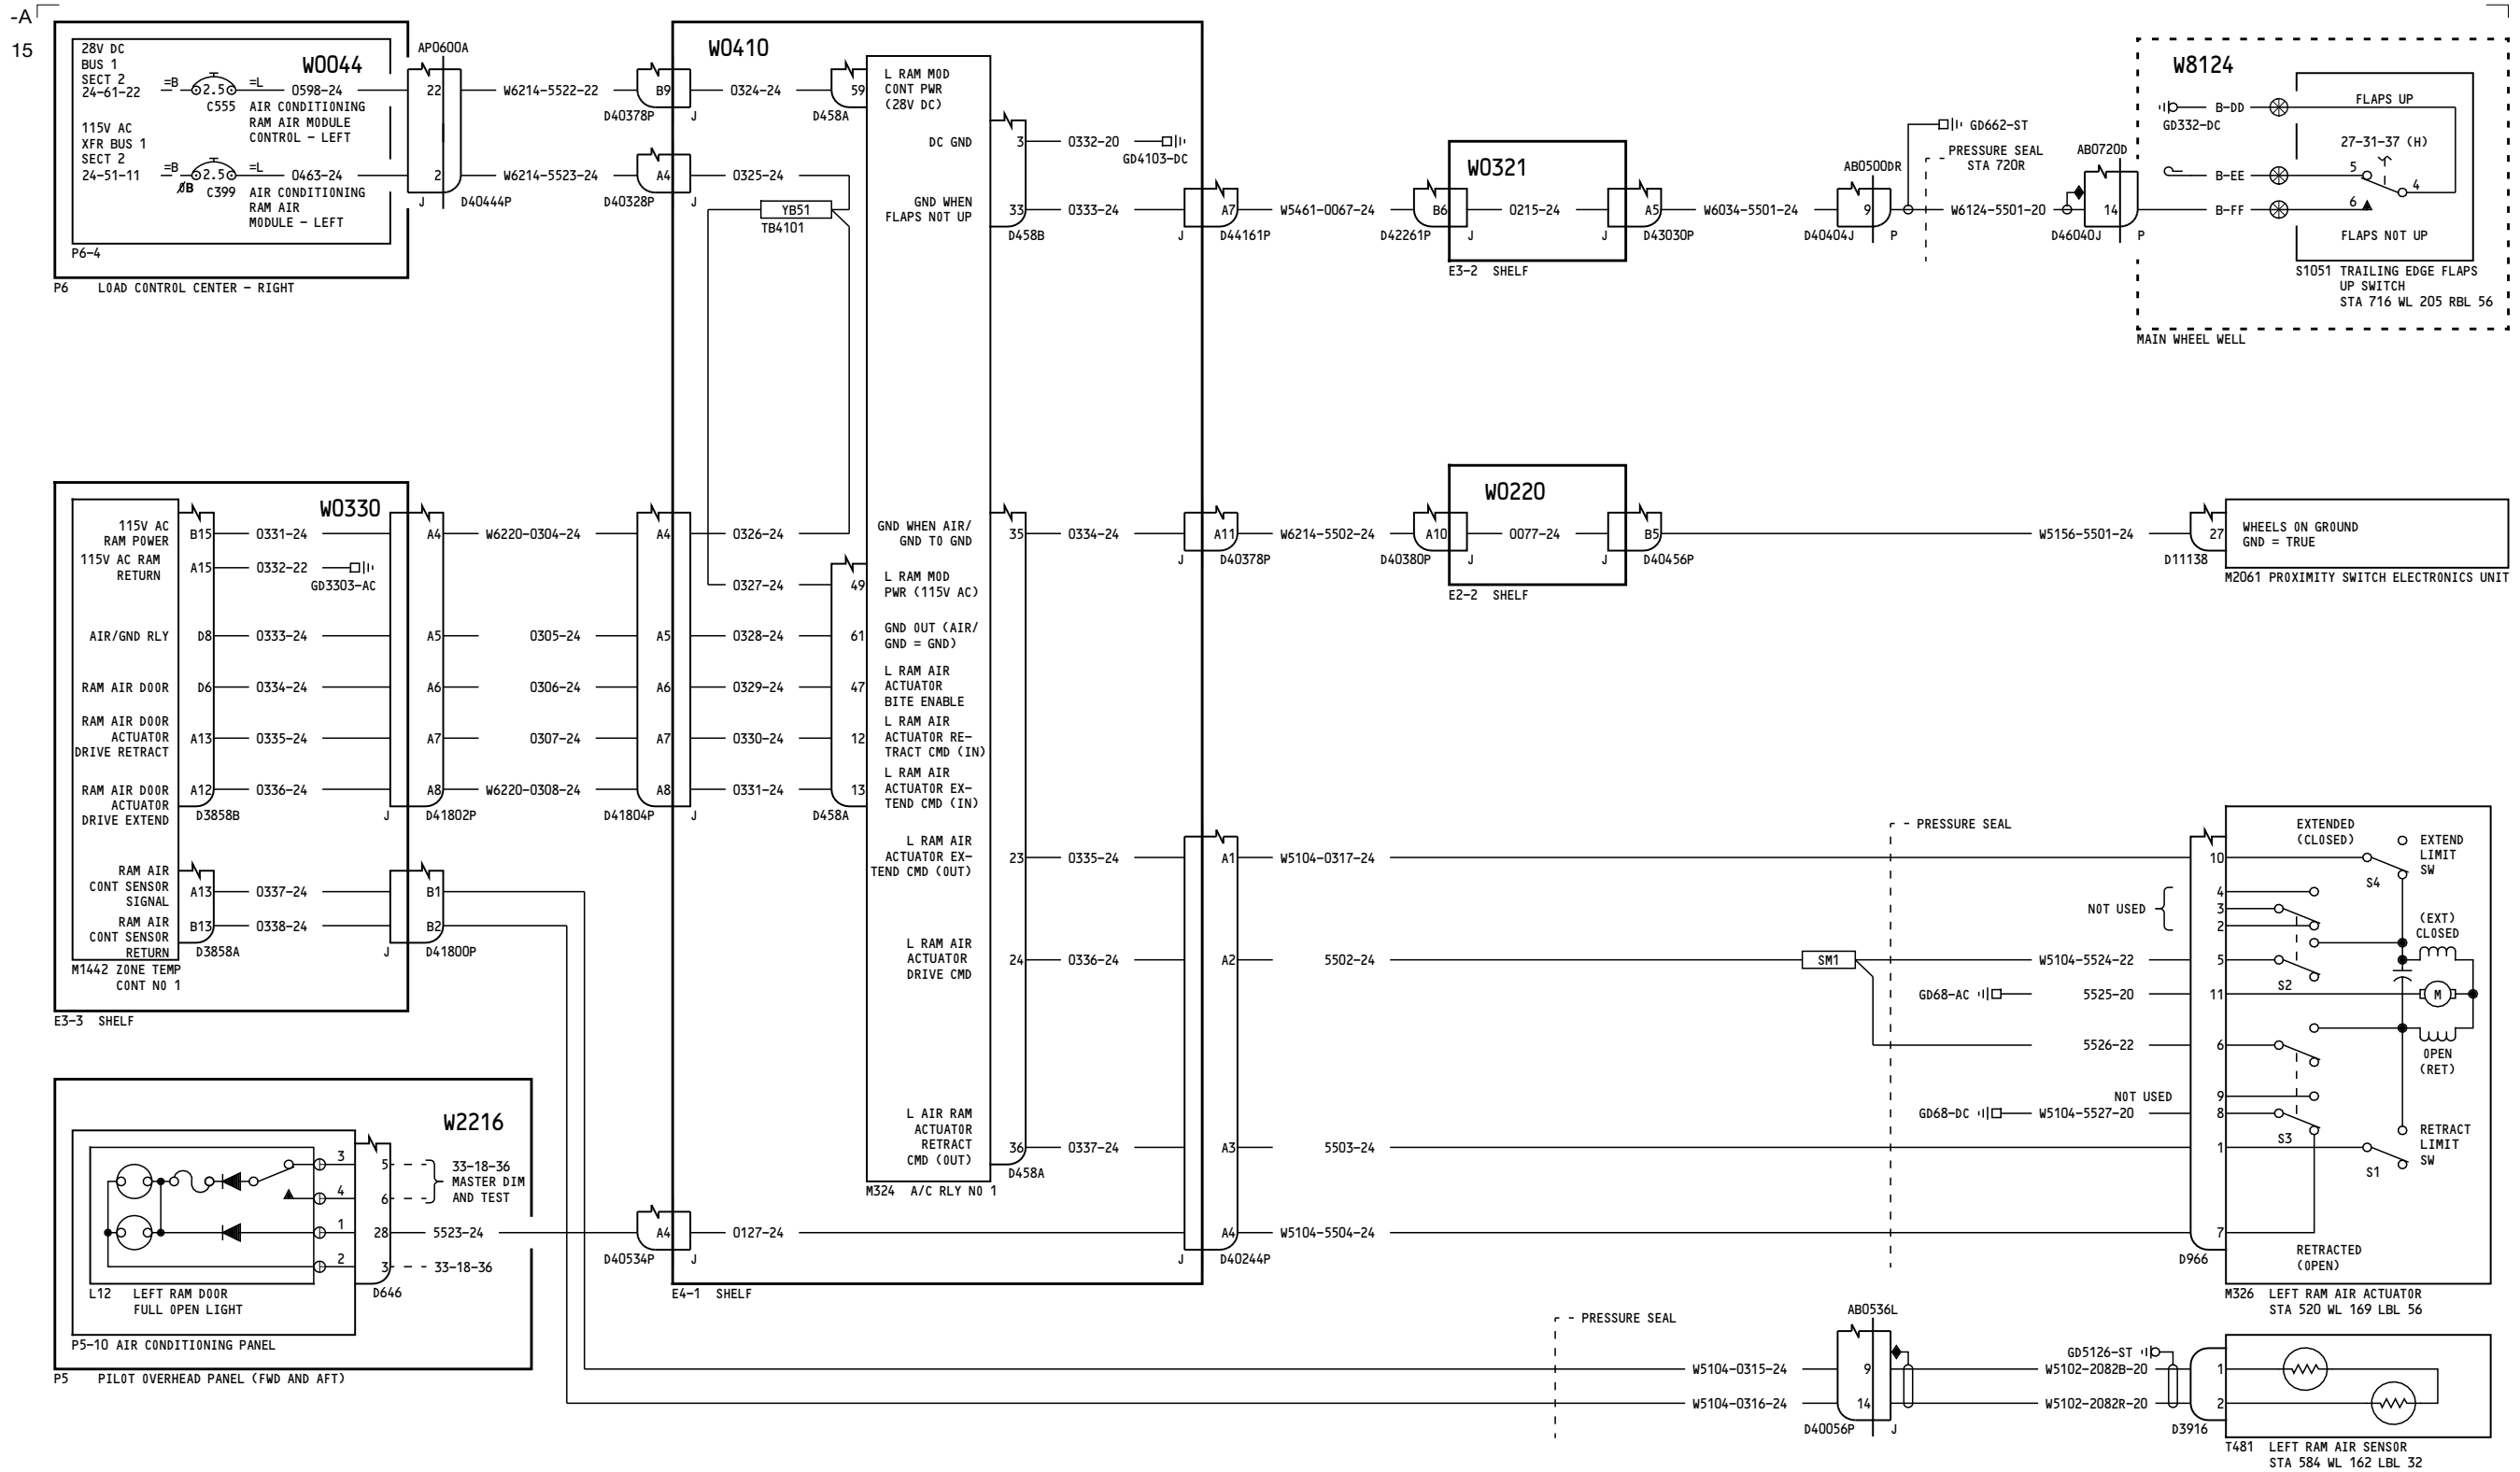 -A
15
28V DC
BUS 1
SECT 2
24-61-22
=B
2.5
=L
C555
W0044
0598-24
AIR CONDITIONING
RAM AIR MODULE
CONTROL - LEFT
115V AC
XFR BUS 1
SECT 2
24-51-11
=B
ØB
2.5
=L
C399
0463-24
AIR CONDITIONING
RAM AIR
MODULE - LEFT
P6-4
P6 LOAD CONTROL CENTER - RIGHT
AP0600A
22
2
J
D40444P
W6214-5522-22
W6214-5523-24
B9
D40378P
J
A4
D40328P
J
W0410
0324-24
0325-24
YB51
TB4101
59
D458A
L RAM MOD
CONT PWR
(28V DC)
DC GND
3
0332-20
GD4103-DC
GND WHEN
FLAPS NOT UP
33
D458B
0333-24
A7
J
D44161P
W5461-0067-24
B6
D42261P
J
W0321
0215-24
A5
J
D43030P
E3-2 SHELF
W6034-5501-24
AB0500DR
9
D40404J
P
GD662-ST
PRESSURE SEAL
STA 720R
W6124-5501-20
AB0720D
14
D46040J
P
W8124
GD332-DC
B-DD
B-EE
B-FF
FLAPS UP
27-31-37 (H)
5
4
6
FLAPS NOT UP
S1051 TRAILING EDGE FLAPS
UP SWITCH
STA 716 WL 205 RBL 56
MAIN WHEEL WELL
W0330
115V AC
RAM POWER
B15
0331-24
A4
W6220-0304-24
A4
0326-24
115V AC RAM
RETURN
A15
0332-22
GD3303-AC
0327-24
49
L RAM MOD
PWR (115V AC)
GND WHEN AIR/
GND TO GND
35
0334-24
A11
J
D40378P
W6214-5502-24
A10
D40380P
J
W0220
0077-24
B5
J
D40456P
E2-2 SHELF
W5156-5501-24
27
D11138
WHEELS ON GROUND
GND = TRUE
M2061 PROXIMITY SWITCH ELECTRONICS UNIT
AIR/GND RLY
D8
0333-24
A5
0305-24
A5
0328-24
61
GND OUT (AIR/
GND = GND)
RAM AIR DOOR
D6
0334-24
A6
0306-24
A6
0329-24
47
L RAM AIR
ACTUATOR
BITE ENABLE
RAM AIR DOOR
ACTUATOR
DRIVE RETRACT
A13
0335-24
A7
0307-24
A7
0330-24
12
L RAM AIR
ACTUATOR RE-
TRACT CMD (IN)
RAM AIR DOOR
ACTUATOR
DRIVE EXTEND
A12
0336-24
A8
W6220-0308-24
A8
0331-24
13
L RAM AIR
ACTUATOR EX-
TEND CMD (IN)
D3858B
J
D41802P
D41804P
J
D458A
RAM AIR
CONT SENSOR
SIGNAL
A13
0337-24
B1
RAM AIR
CONT SENSOR
RETURN
B13
0338-24
B2
D3858A
J
D41800P
M1442 ZONE TEMP
CONT NO 1
E3-3 SHELF
L RAM AIR
ACTUATOR EX-
TEND CMD (OUT)
23
0335-24
A1
W5104-0317-24
L RAM AIR
ACTUATOR
DRIVE CMD
24
0336-24
A2
5502-24
SM1
L AIR RAM
ACTUATOR
RETRACT
CMD (OUT)
36
D458A
0337-24
A3
5503-24
M324 A/C RLY NO 1
PRESSURE SEAL
NOT USED
W5104-5524-22
GD68-AC
5525-20
5526-22
NOT USED
GD68-DC
W5104-5527-20
10
4
3
2
5
11
6
9
8
1
7
D966
EXTENDED
(CLOSED)
EXTEND
LIMIT
SW
S4
(EXT)
CLOSED
S2
M
OPEN
(RET)
S3
RETRACT
LIMIT
SW
S1
RETRACTED
(OPEN)
M326 LEFT RAM AIR ACTUATOR
STA 520 WL 169 LBL 56
W2216
3
4
1
2
5
6
28
3
33-18-36
MASTER DIM
AND TEST
5523-24
33-18-36
D646
L12 LEFT RAM DOOR
FULL OPEN LIGHT
P5-10 AIR CONDITIONING PANEL
P5 PILOT OVERHEAD PANEL (FWD AND AFT)
A4
D40534P
J
0127-24
A4
J
D40244P
W5104-5504-24
E4-1 SHELF
PRESSURE SEAL
W5104-0315-24
W5104-0316-24
AB0536L
9
14
D40056P
J
GD5126-ST
W5102-2082B-20
W5102-2082R-20
1
2
D3916
T481 LEFT RAM AIR SENSOR
STA 584 WL 162 LBL 32